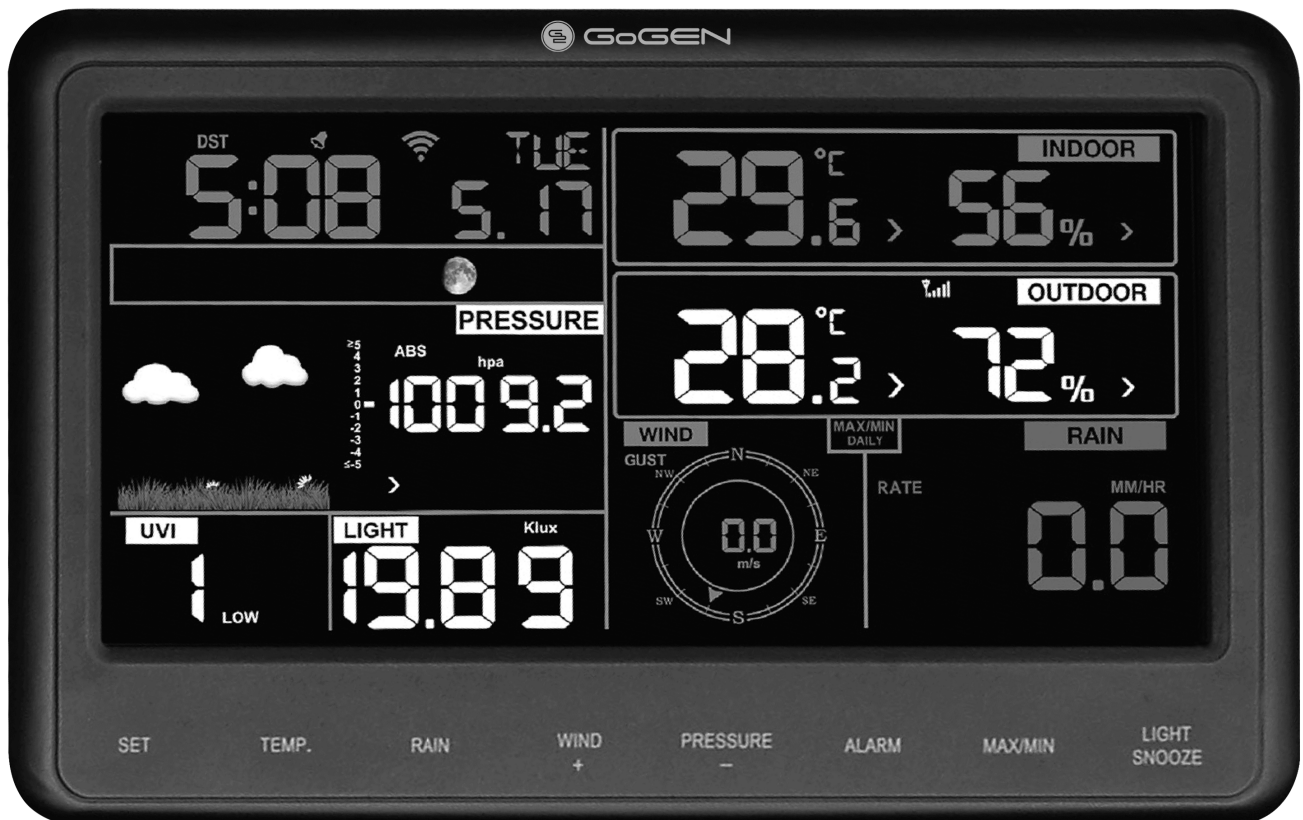 GoGEN
DST
TUE
5:08
5. 17
INDOOR
29.6 °C
56%
PRESSURE
≥5
4
3
2
1
0
-1
-2
-3
-4
≤-5
ABS
hpa
1009.2
OUTDOOR
28.2 °C
72%
UVI
1
LOW
LIGHT
Klux
19.89
WIND
GUST
N
NE
E
SE
S
SW
W
NW
0.0
m/s
MAX/MIN
DAILY
RAIN
RATE
MM/HR
0.0
SET
TEMP.
RAIN
WIND
+
PRESSURE
–
ALARM
MAX/MIN
LIGHT
SNOOZE